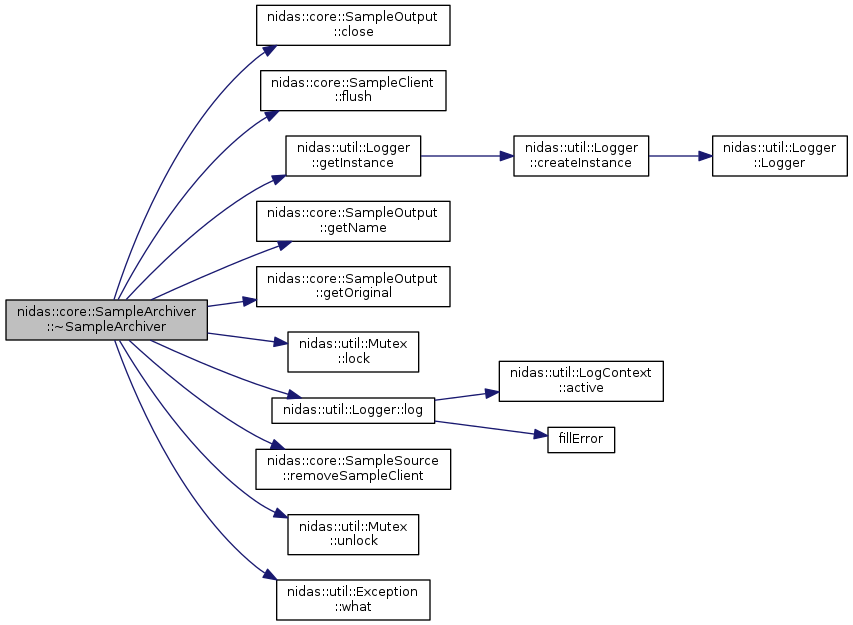 nidas::core::SampleOutput
::close
nidas::core::SampleClient
::flush
nidas::util::Logger
::getInstance
nidas::util::Logger
::createInstance
nidas::util::Logger
::Logger
nidas::core::SampleOutput
::getName
nidas::core::SampleOutput
::getOriginal
nidas::core::SampleArchiver
::~SampleArchiver
nidas::util::Mutex
::lock
nidas::util::LogContext
::active
nidas::util::Logger::log
fillError
nidas::core::SampleSource
::removeSampleClient
nidas::util::Mutex
::unlock
nidas::util::Exception
::what